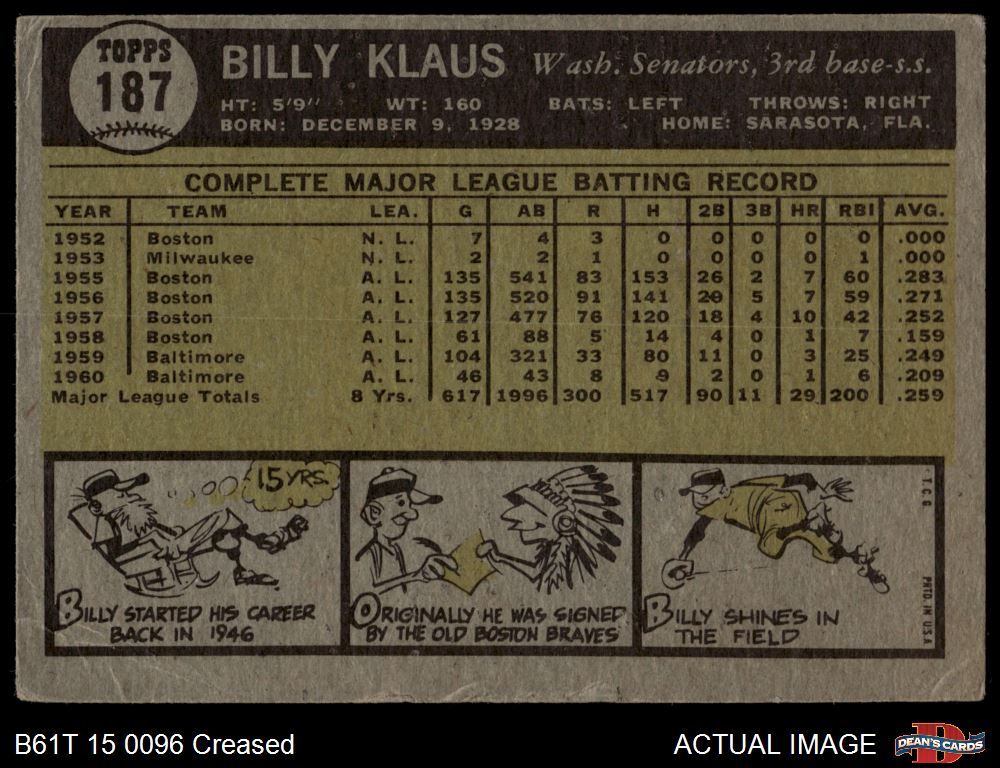 TOPPS
187
BILLY KLAUS Wash. Senators, 3rd base-s.s.
HT: 5'9" WT: 160 BATS: LEFT THROWS: RIGHT
BORN: DECEMBER 9, 1928 HOME: SARASOTA, FLA.
COMPLETE MAJOR LEAGUE BATTING RECORD
YEAR TEAM LEA. G AB R H 2B 3B HR RBI AVG.
1952 Boston N. L. 7 4 3 0 0 0 0 0 .000
1953 Milwaukee N. L. 2 2 1 0 0 0 0 1 .000
1955 Boston A. L. 135 541 83 153 26 2 7 60 .283
1956 Boston A. L. 135 520 91 141 29 5 7 59 .271
1957 Boston A. L. 127 477 76 120 18 4 10 42 .252
1958 Boston A. L. 61 88 5 14 4 0 1 7 .159
1959 Baltimore A. L. 104 321 33 80 11 0 3 25 .249
1960 Baltimore A. L. 46 43 8 9 2 0 1 6 .209
Major League Totals 8 Yrs. 617 1996 300 517 90 11 29 200 .259
15 YRS.
BILLY STARTED HIS CAREER
BACK IN 1946
ORIGINALLY HE WAS SIGNED
BY THE OLD BOSTON BRAVES
BILLY SHINES IN
THE FIELD
T.C.G.
PRTD. IN U.S.A.
B61T 15 0096 Creased
ACTUAL IMAGE
DEAN'S CARDS